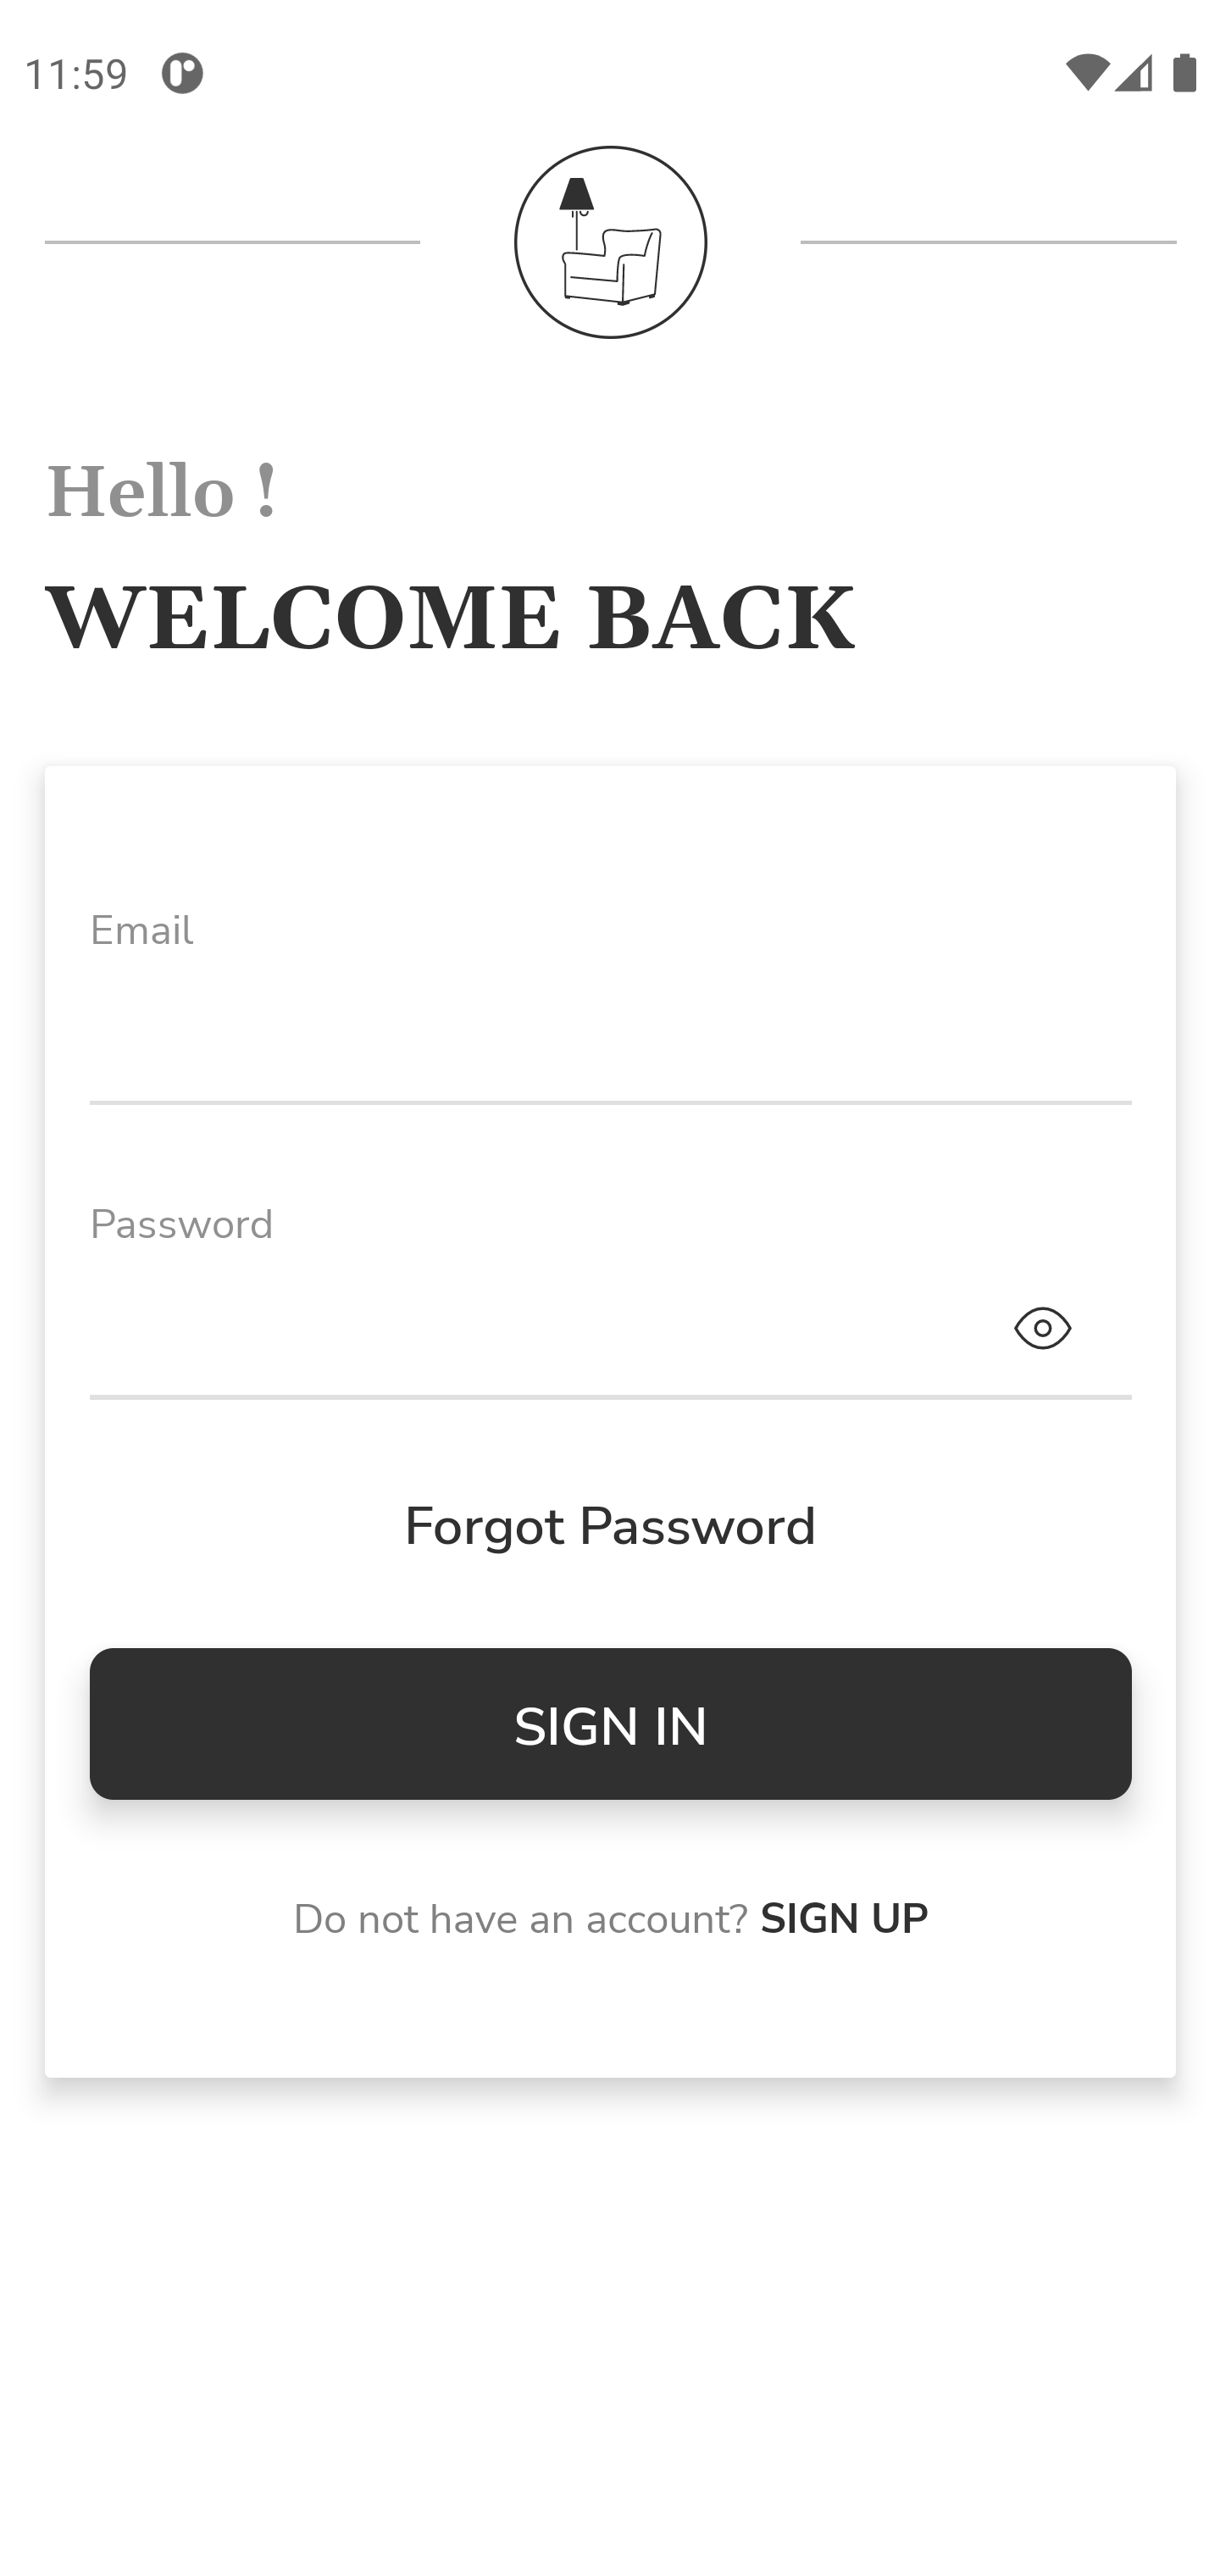 11:59
Hello !
WELCOME BACK
Email
Password
Forgot Password
SIGN IN
Do not have an account? SIGN UP